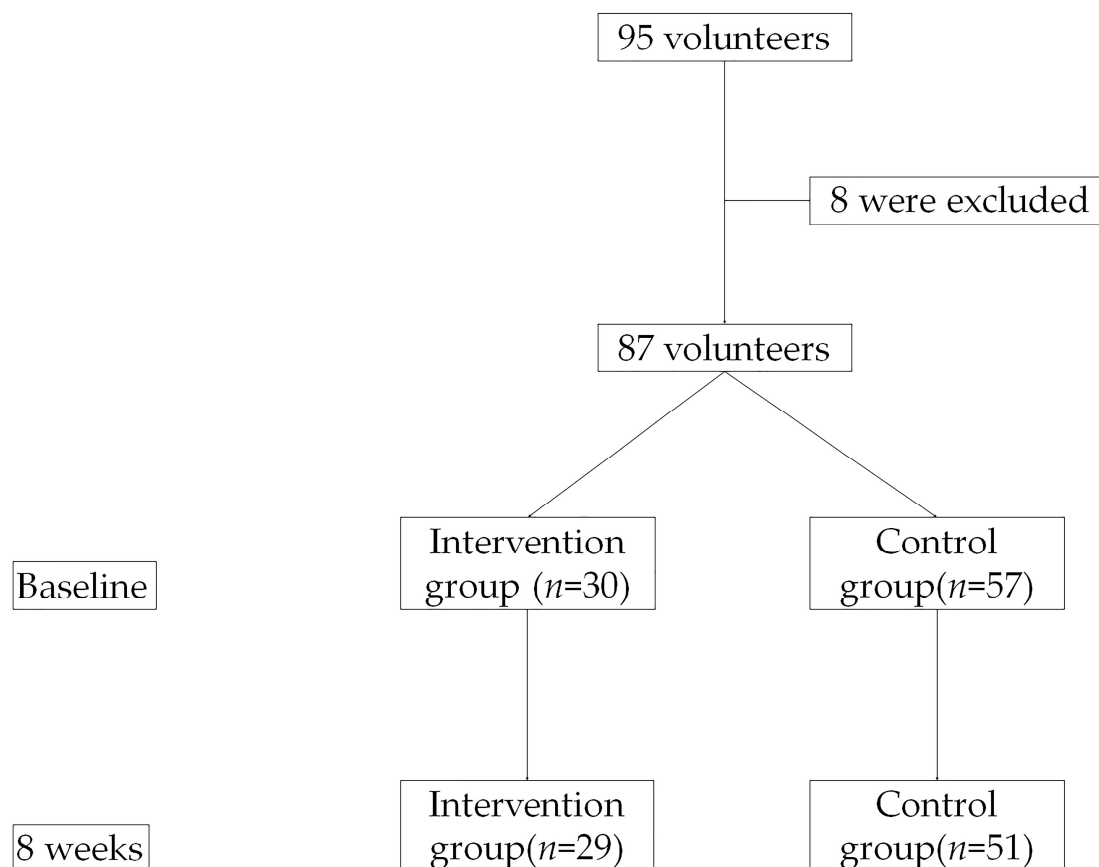 95 volunteers
8 were excluded
87 volunteers
Baseline
Intervention
group (n=30)
Control
group(n=57)
8 weeks
Intervention
group(n=29)
Control
group(n=51)